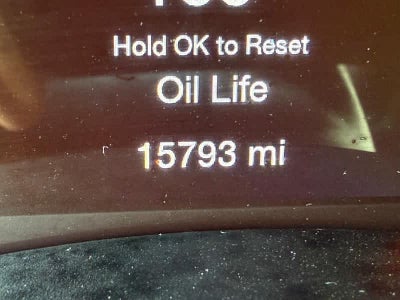 Hold OK to Reset
Oil Life
15793 mi